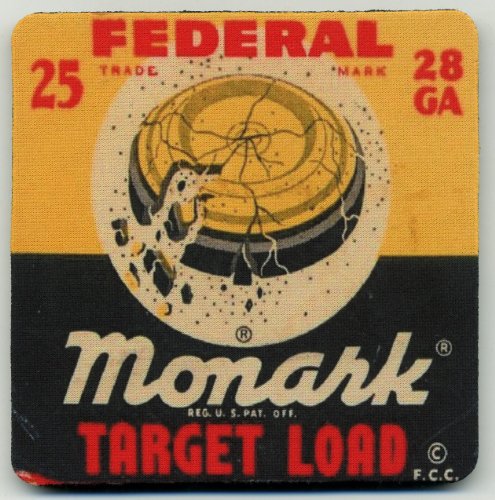 FEDERAL
25 TRADE MARK 28
GA
®
Monark ®
REG. U.S. PAT. OFF.
TARGET LOAD ©
F.C.C.